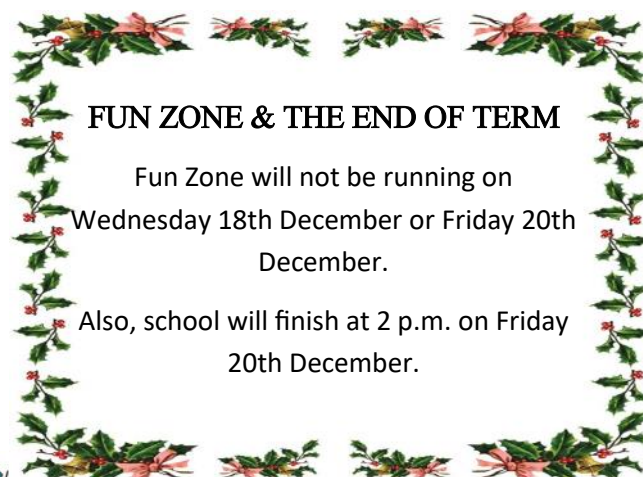 FUN ZONE & THE END OF TERM
Fun Zone will not be running on
Wednesday 18th December or Friday 20th
December.
Also, school will finish at 2 p.m. on Friday
20th December.